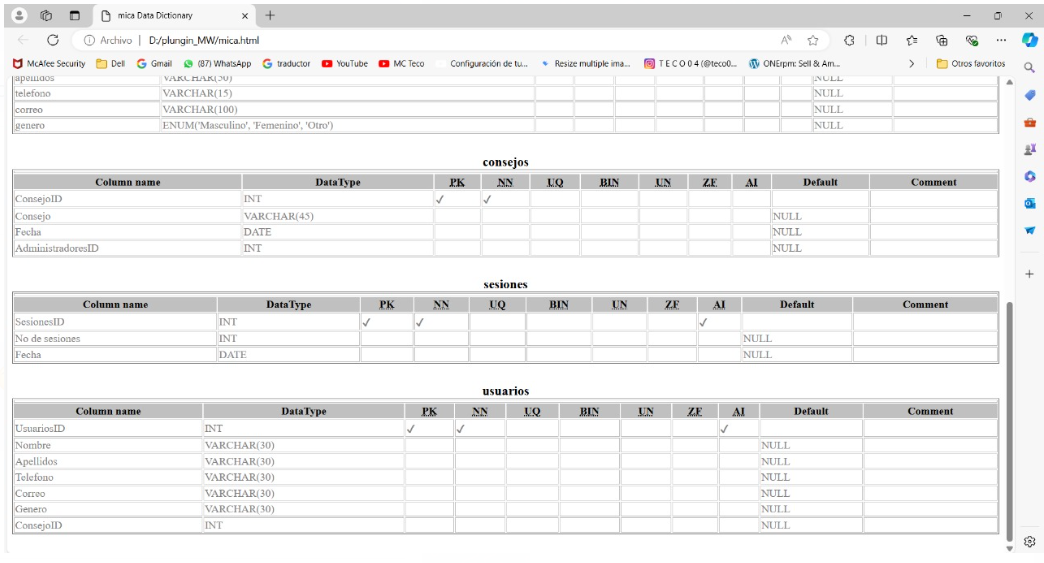 mica Data Dictionary
Archivo | D:/plungin_MW/mica.html
McAfee Security Dell Gmail (87) WhatsApp traductor YouTube MC Teco Configuración de tu... Resize multiple ima... T E C O 0 4 (@teco0... ONErpm: Sell & Am... Otros favoritos
apellidos VARCHAR(50) NULL
telefono VARCHAR(15) NULL
correo VARCHAR(100) NULL
genero ENUM('Masculino', 'Femenino', 'Otro') NULL
consejos
Column name DataType PK NN UQ BIN UN ZF AI Default Comment
ConsejoID INT ✓ ✓
Consejo VARCHAR(45) NULL
Fecha DATE NULL
AdministradoresID INT NULL
sesiones
Column name DataType PK NN UQ BIN UN ZF AI Default Comment
SesionesID INT ✓ ✓ ✓
No de sesiones INT NULL
Fecha DATE NULL
usuarios
Column name DataType PK NN UQ BIN UN ZF AI Default Comment
UsuariosID INT ✓ ✓ ✓
Nombre VARCHAR(30) NULL
Apellidos VARCHAR(30) NULL
Telefono VARCHAR(30) NULL
Correo VARCHAR(30) NULL
Genero VARCHAR(30) NULL
ConsejoID INT NULL